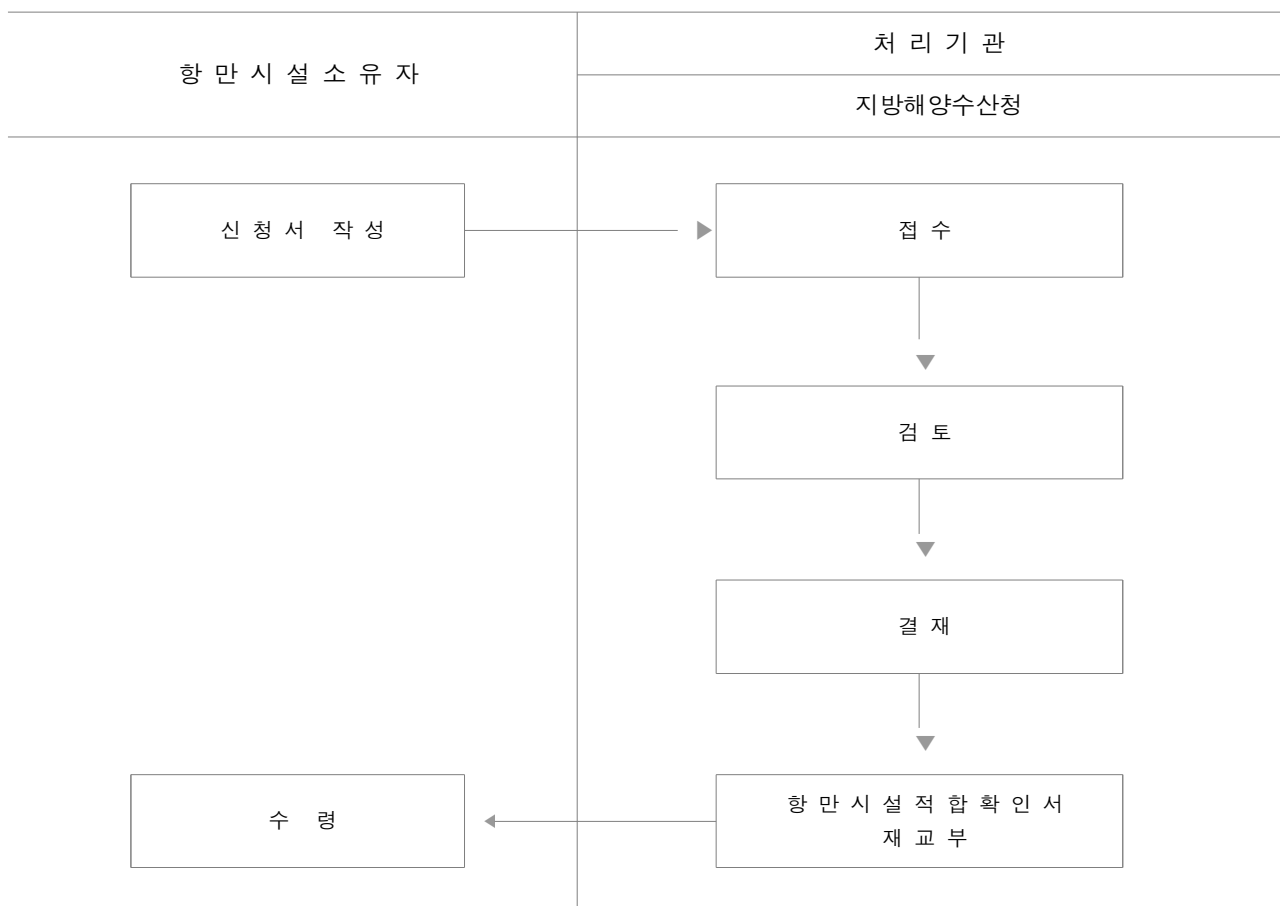 항 만 시 설 소 유 자
처 리 기 관
지방해양수산청
신 청 서 작 성
접 수
검 토
결 재
수 령
항 만 시 설 적 합 확 인 서
재 교 부